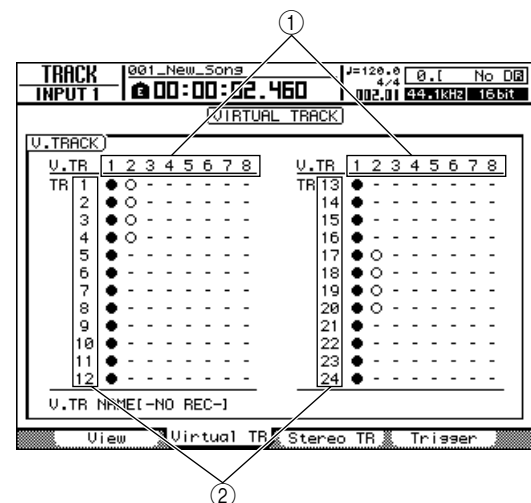 ①
TRACK 001_New_Song ♩=120.0 4/4 0.[ No D
INPUT 1 E 00:00:02.460 002.01 44.1kHz 16bit
VIRTUAL TRACK
V.TRACK
V.TR 1 2 3 4 5 6 7 8 V.TR 1 2 3 4 5 6 7 8
TR 1 ● ○ - - - - - - TR 13 ● - - - - - - -
2 ● ○ - - - - - - 14 ● - - - - - - -
3 ● ○ - - - - - - 15 ● - - - - - - -
4 ● ○ - - - - - - 16 ● - - - - - - -
5 ● - - - - - - - 17 ● ○ - - - - - -
6 ● - - - - - - - 18 ● ○ - - - - - -
7 ● - - - - - - - 19 ● ○ - - - - - -
8 ● - - - - - - - 20 ● ○ - - - - - -
9 ● - - - - - - - 21 ● - - - - - - -
10 ● - - - - - - - 22 ● - - - - - - -
11 ● - - - - - - - 23 ● - - - - - - -
12 ● - - - - - - - 24 ● - - - - - - -
V.TR NAME[-NO REC-]
View Virtual TR Stereo TR Trigger
②